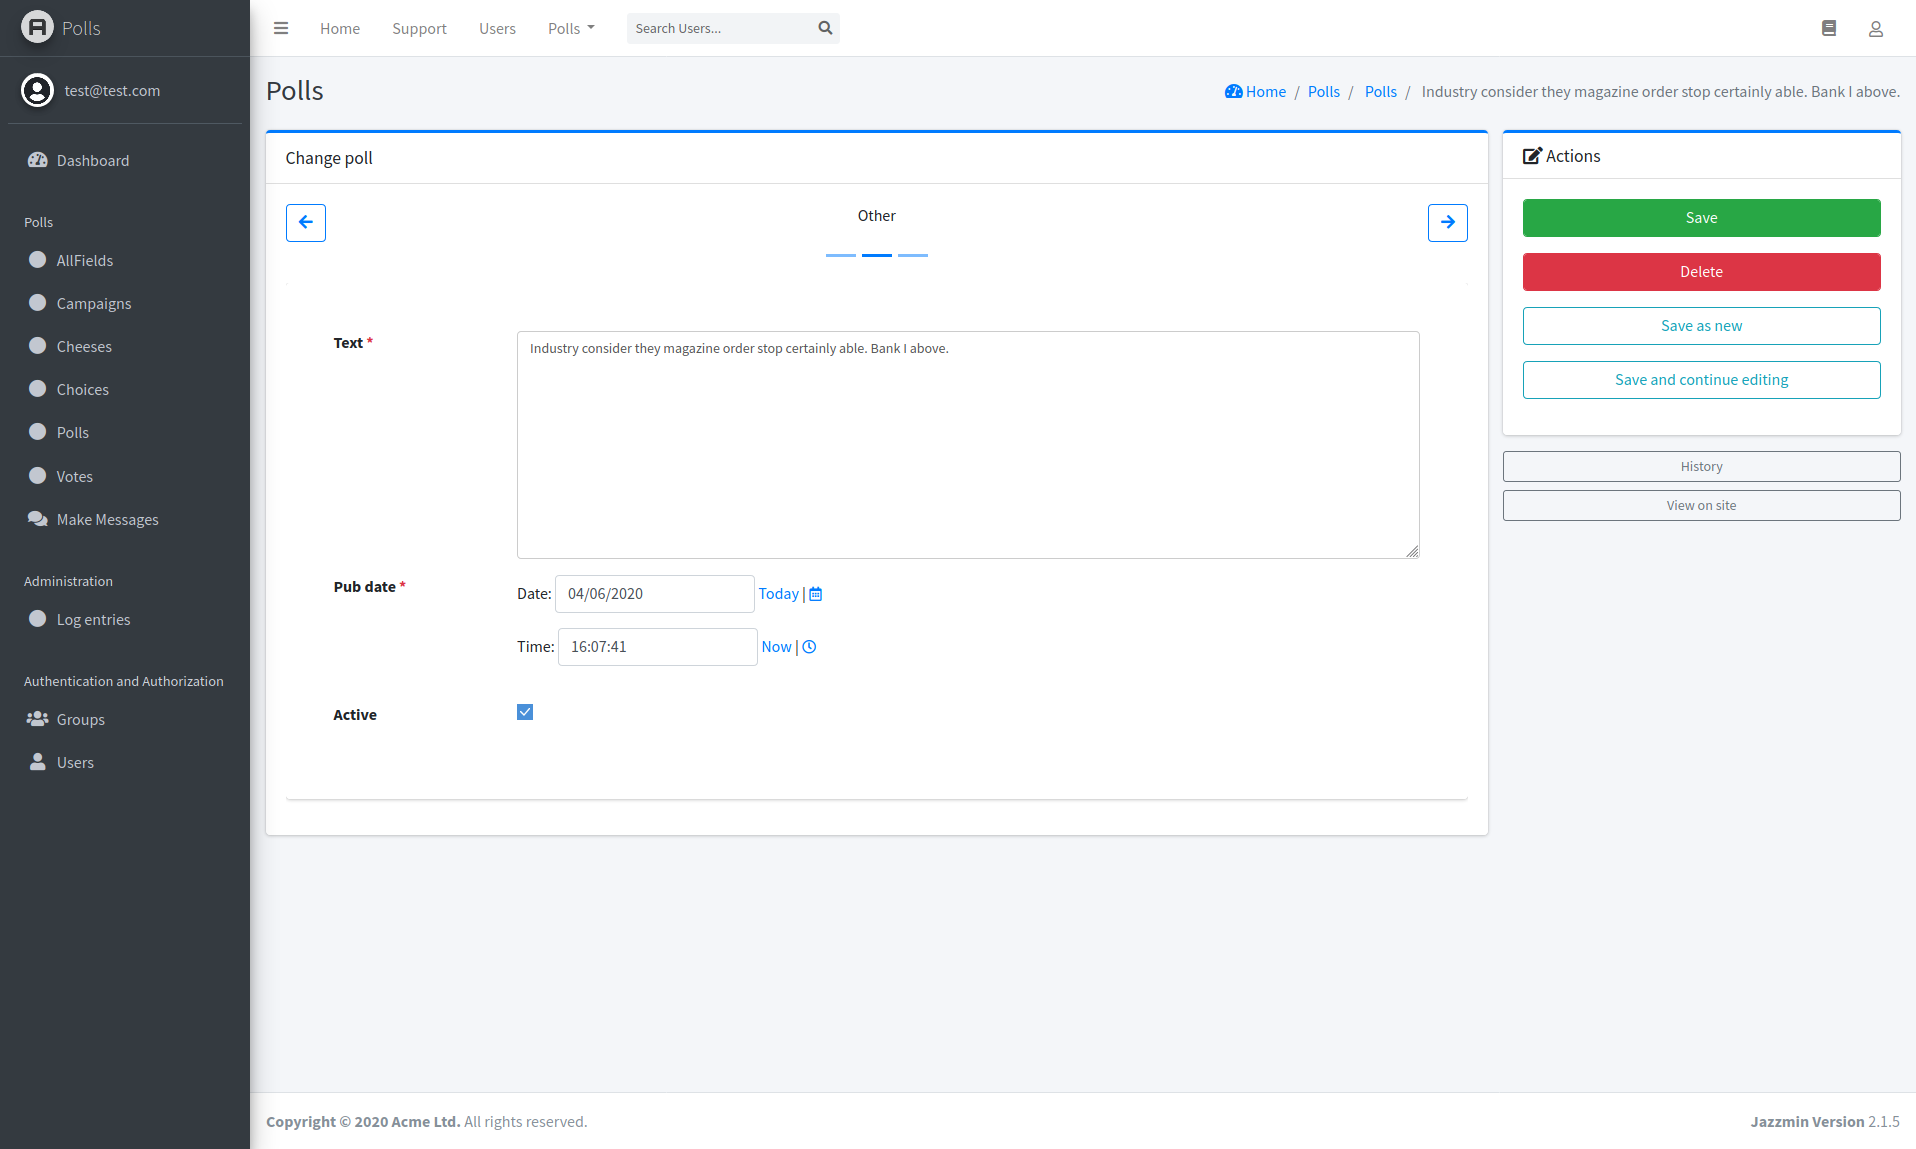 Polls
Home
Support
Users
Polls
Search Users...
test@test.com
Dashboard
Polls
AllFields
Campaigns
Cheeses
Choices
Polls
Votes
Make Messages
Administration
Log entries
Authentication and Authorization
Groups
Users
Polls
Home / Polls / Polls / Industry consider they magazine order stop certainly able. Bank I above.
Change poll
Other
Text *
Industry consider they magazine order stop certainly able. Bank I above.
Pub date *
Date: 04/06/2020 Today |
Time: 16:07:41 Now |
Active
Actions
Save
Delete
Save as new
Save and continue editing
History
View on site
Copyright © 2020 Acme Ltd. All rights reserved.
Jazzmin Version 2.1.5